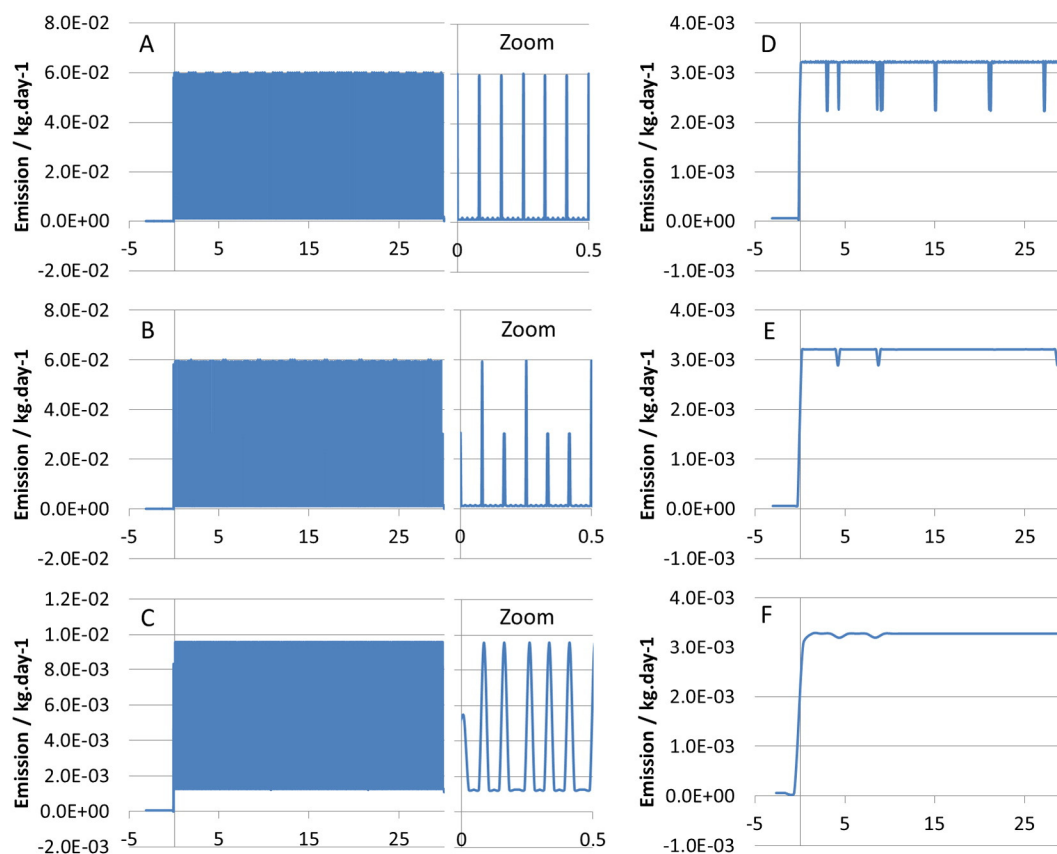 A
Zoom
Emission / kg.day-1
8.0E-02
6.0E-02
4.0E-02
2.0E-02
0.0E+00
-2.0E-02
-5 5 15 25
0 0.5
D
Emission / kg.day-1
4.0E-03
3.0E-03
2.0E-03
1.0E-03
0.0E+00
-1.0E-03
-5 5 15 25
B
Zoom
Emission / kg.day-1
8.0E-02
6.0E-02
4.0E-02
2.0E-02
0.0E+00
-2.0E-02
-5 5 15 25
0 0.5
E
Emission / kg.day-1
4.0E-03
3.0E-03
2.0E-03
1.0E-03
0.0E+00
-1.0E-03
-5 5 15 25
C
Zoom
Emission / kg.day-1
1.2E-02
1.0E-02
8.0E-03
6.0E-03
4.0E-03
2.0E-03
0.0E+00
-2.0E-03
-5 5 15 25
0 0.5
F
Emission / kg.day-1
4.0E-03
3.0E-03
2.0E-03
1.0E-03
0.0E+00
-1.0E-03
-5 5 15 25